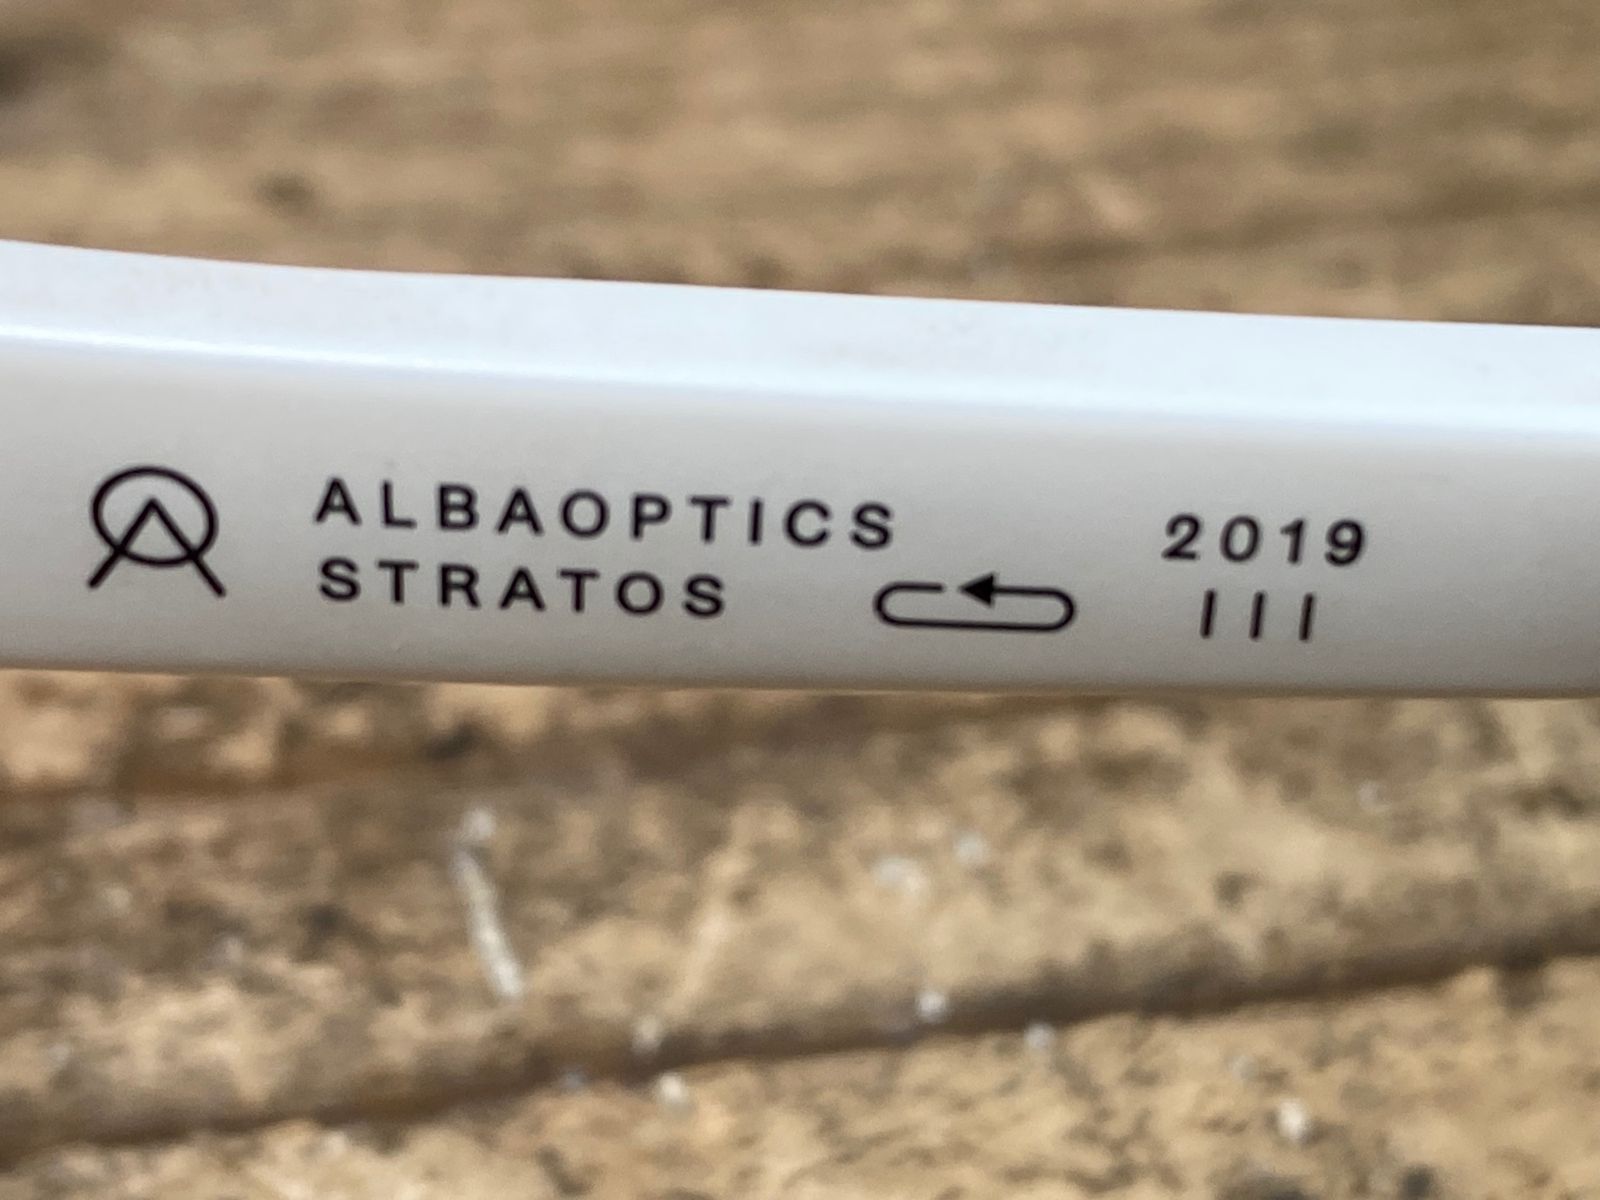 ALBAOPTICS
STRATOS
2019
III